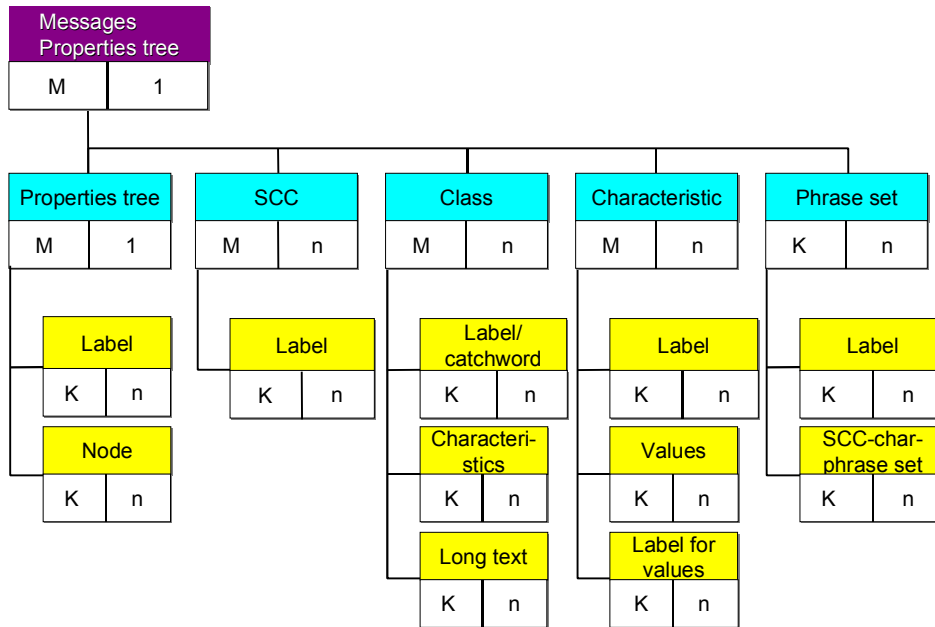 Messages
Properties tree
M 1
Properties tree SCC Class Characteristic Phrase set
M 1 M n M n M n K n
Label Label Label/
catchword Label Label
K n K n K n K n K n
Node Characteri-
stics Values SCC-char-
phrase set
K n K n K n K n
Long text Label for
values
K n K n